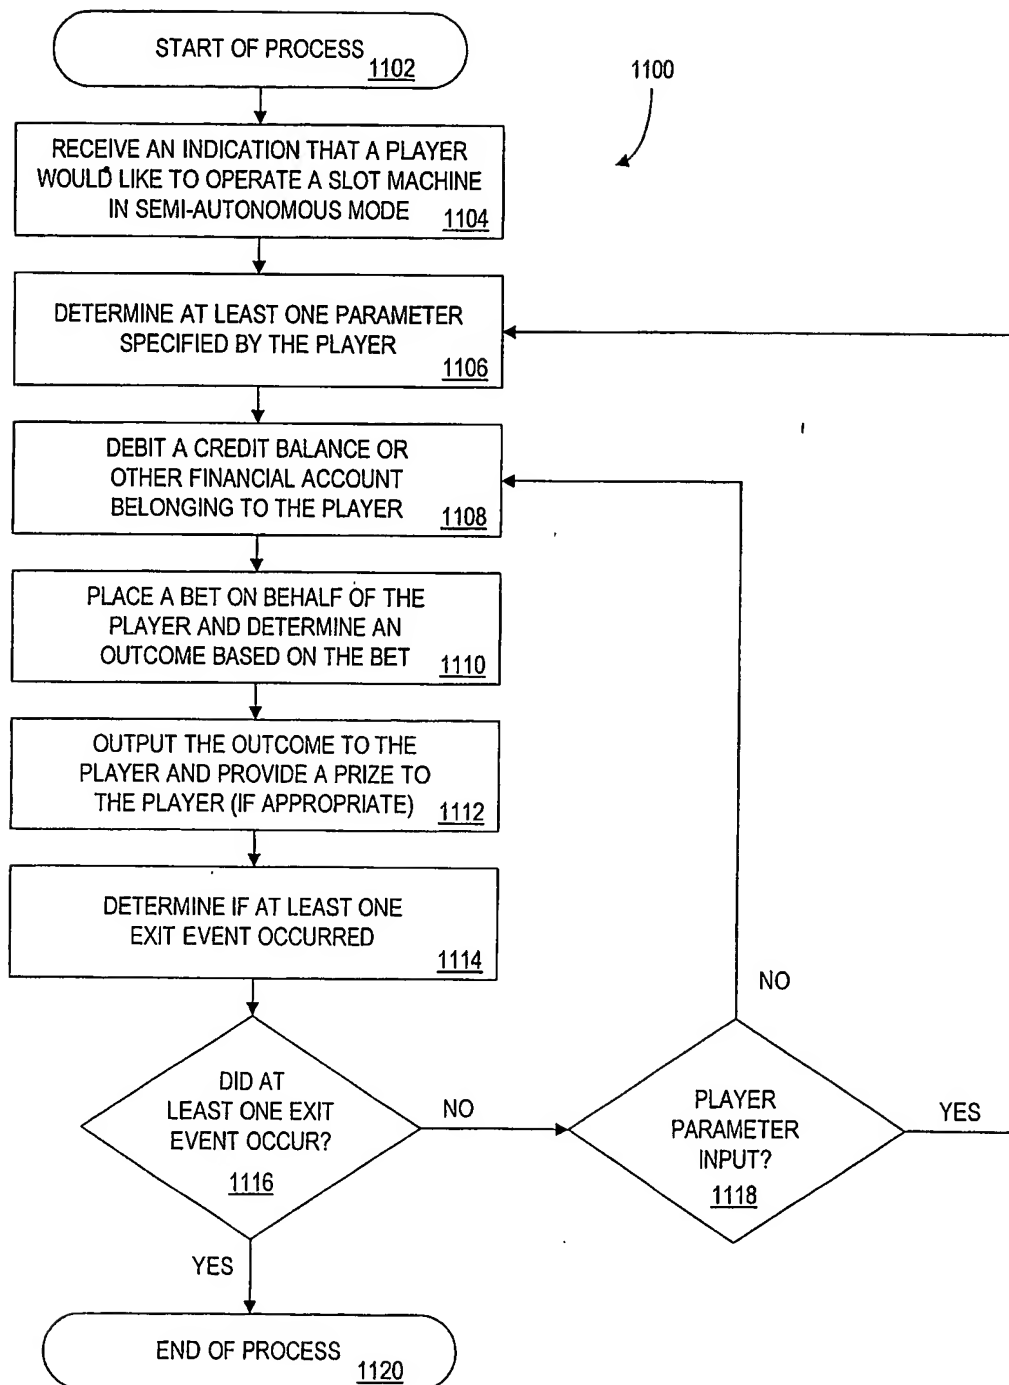 START OF PROCESS
1102
1100
RECEIVE AN INDICATION THAT A PLAYER
WOULD LIKE TO OPERATE A SLOT MACHINE
IN SEMI-AUTONOMOUS MODE
1104
DETERMINE AT LEAST ONE PARAMETER
SPECIFIED BY THE PLAYER
1106
DEBIT A CREDIT BALANCE OR
OTHER FINANCIAL ACCOUNT
BELONGING TO THE PLAYER
1108
PLACE A BET ON BEHALF OF THE
PLAYER AND DETERMINE AN
OUTCOME BASED ON THE BET
1110
OUTPUT THE OUTCOME TO THE
PLAYER AND PROVIDE A PRIZE TO
THE PLAYER (IF APPROPRIATE)
1112
DETERMINE IF AT LEAST ONE
EXIT EVENT OCCURRED
1114
DID AT
LEAST ONE EXIT
EVENT OCCUR?
1116
NO
PLAYER
PARAMETER
INPUT?
1118
NO
YES
YES
END OF PROCESS
1120